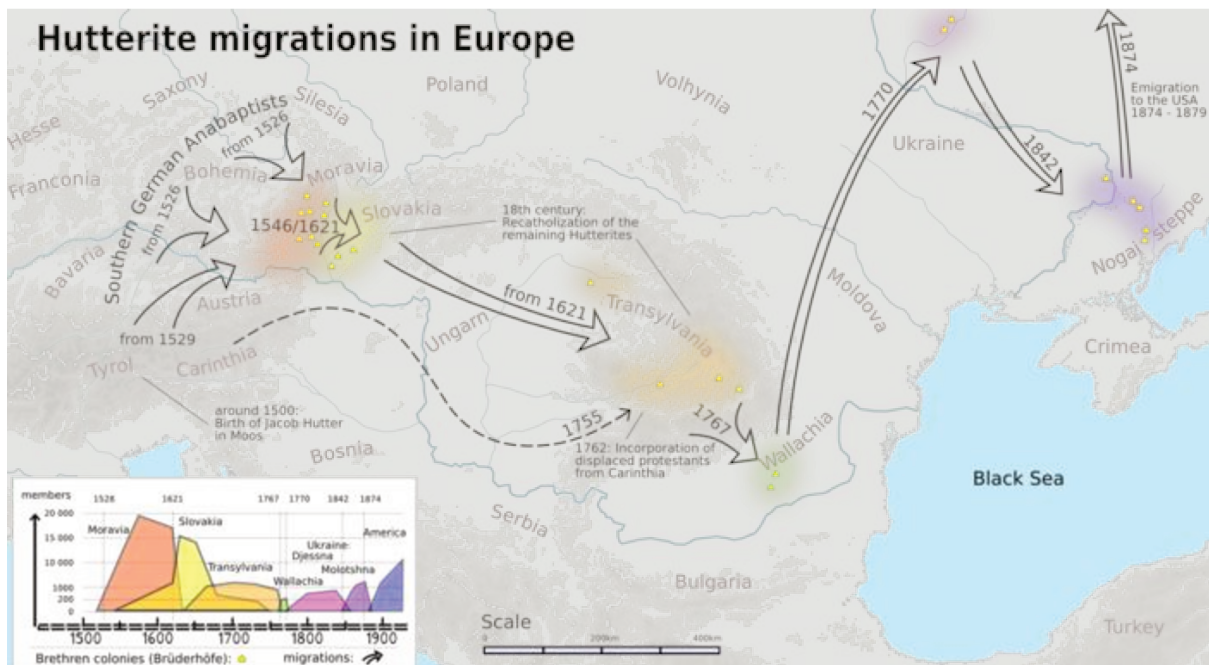 Hutterite migrations in Europe
Saxony
Silesia
Poland
Volhynia
Hesse
Southern German Anabaptists
from 1526
Franconia
Bohemia
Moravia
from 1526
Slovakia
1546/1621
18th century:
Recatholization of the
remaining Hutterites
Bavaria
Austria
from 1529
Tyrol
Carinthia
around 1500:
Birth of Jacob Hutter
in Moos
Ungarn
from 1621
Transylvania
Moldova
1755
1767
1762: Incorporation of
displaced protestants
from Carinthia
Wallachia
1770
Ukraine
1842
1874
Emigration
to the USA
1874 - 1879
Nogaj steppe
Crimea
Black Sea
Bosnia
Serbia
Bulgaria
Turkey
Scale
0 200km 400km
members
1528 1621 1767 1770 1842 1874
20 000
15 000
10 000
1000
200
0
Moravia
Slovakia
Transylvania
Wallachia
Ukraine:
Djessna
Molotshna
America
1500 1600 1700 1800 1900
Brethren colonies (Brüderhöfe): migrations: